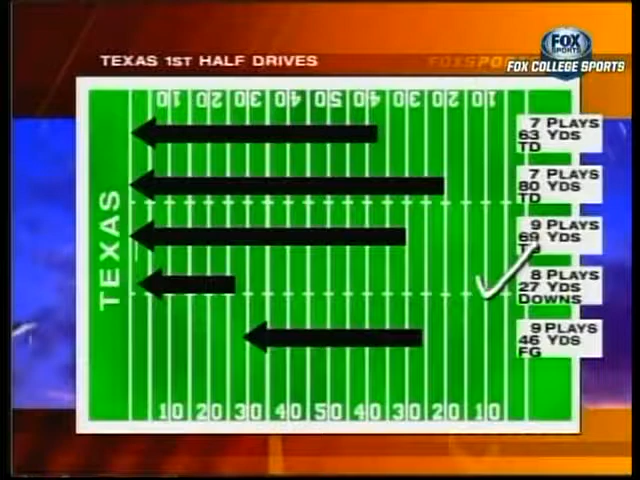 FOX
SPORTS
FOX COLLEGE SPORTS
TEXAS 1ST HALF DRIVES
FOXSPO
10 20 30 40 50 40 30 20 10
7 PLAYS
63 YDS
TD
7 PLAYS
80 YDS
TD
TEXAS
9 PLAYS
69 YDS
TD
8 PLAYS
27 YDS
DOWNS
9 PLAYS
46 YDS
FG
10 20 30 40 50 40 30 20 10